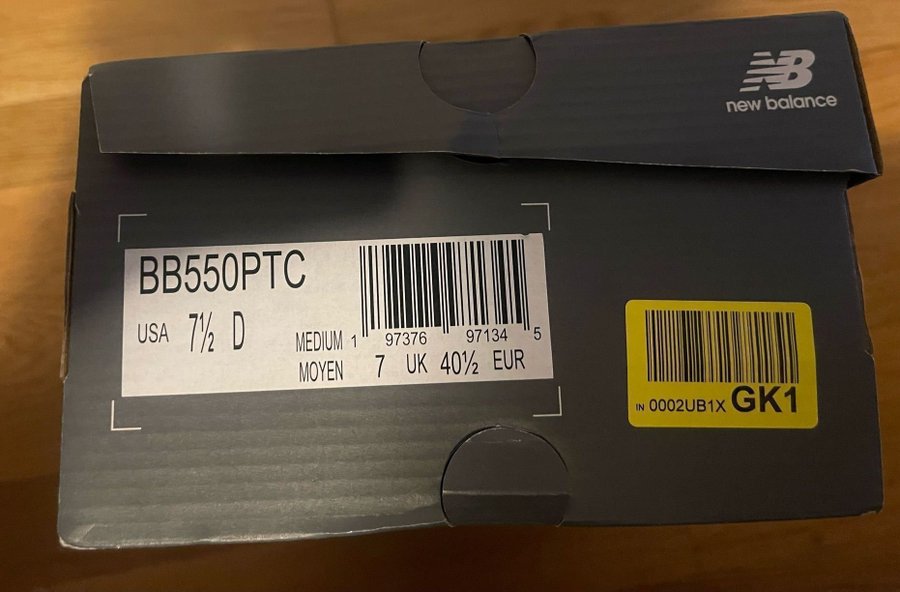 NB
new balance
BB550PTC
USA 7½ D
MEDIUM
MOYEN
1 97376 97134 5
7 UK 40½ EUR
IN 0002UB1X GK1